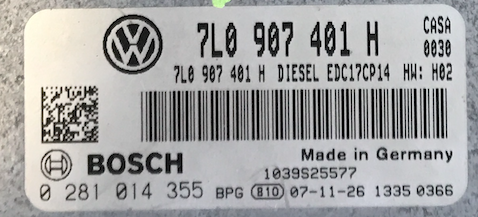 7L0 907 401 H CASA
0030
7L0 907 401 H DIESEL EDC17CP14 HW: H02
BOSCH Made in Germany
1039S25577
0 281 014 355 BPG B10 07-11-26 1335 0366